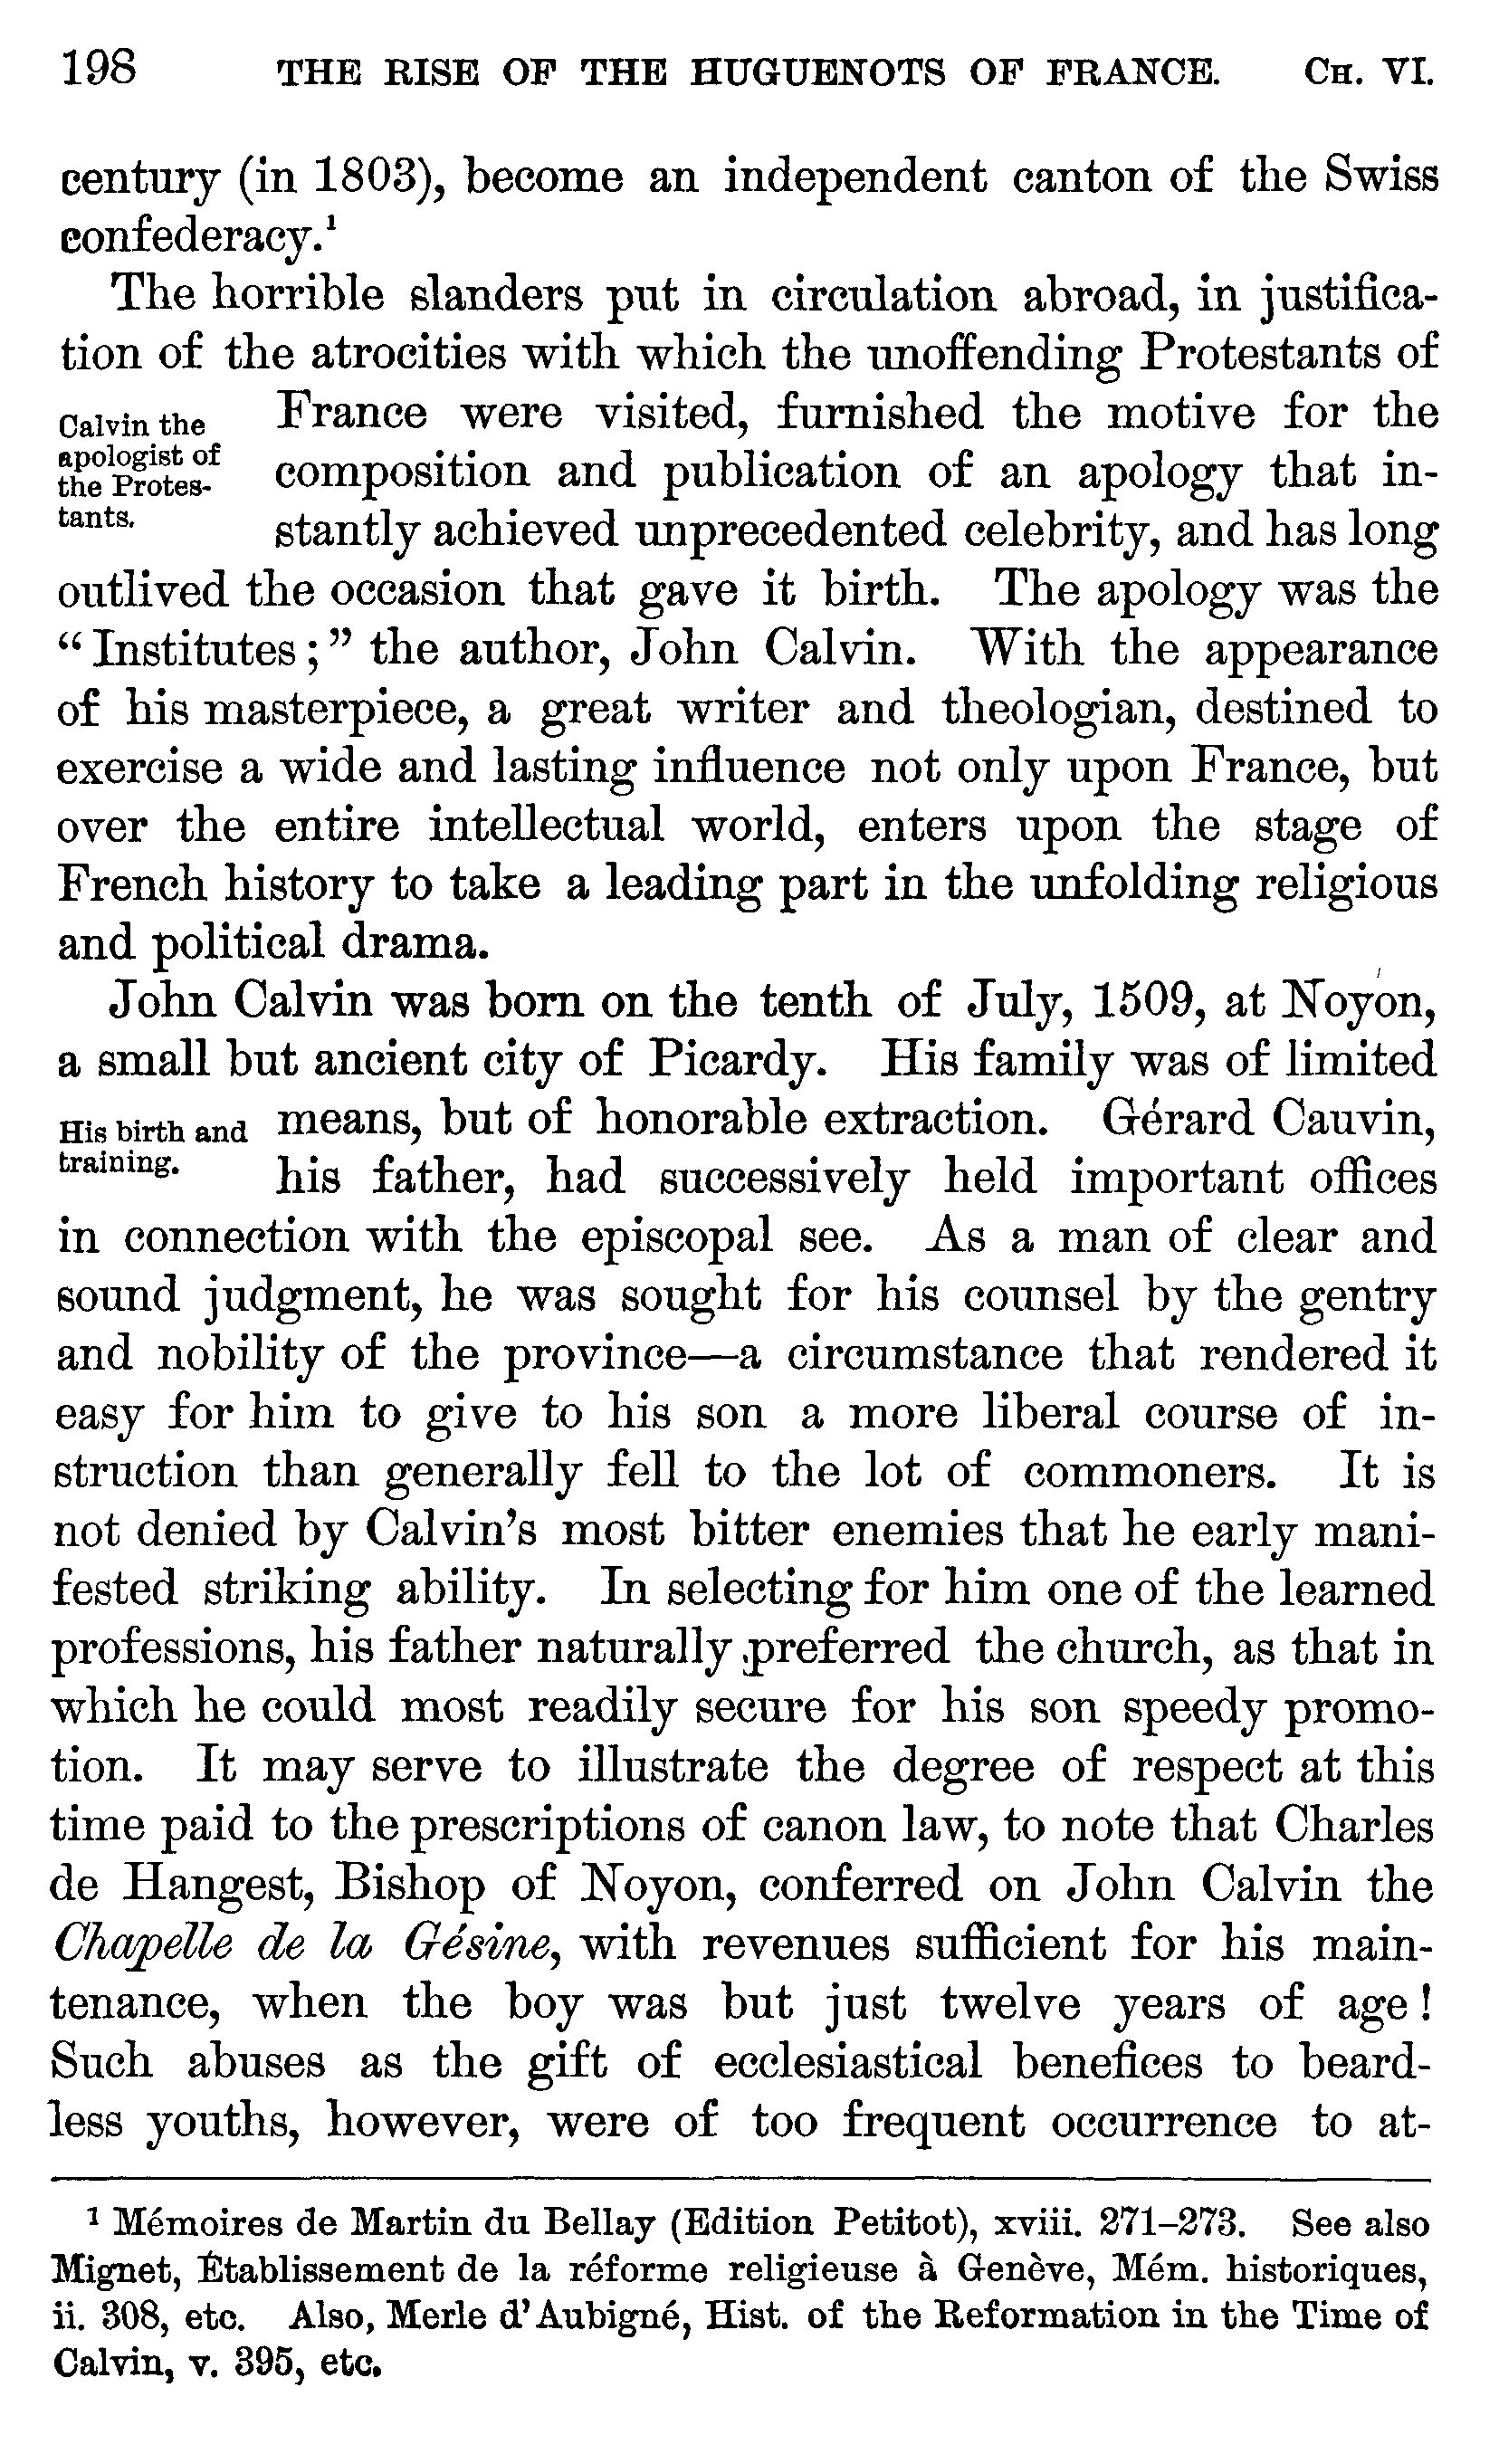 198 THE RISE OF THE HUGUENOTS OF FRANCE. CH. VI.
century (in 1803), become an independent canton of the Swiss
confederacy.¹
The horrible slanders put in circulation abroad, in justifica-
tion of the atrocities with which the unoffending Protestants of
Calvin the
apologist of
the Protes-
tants.
France were visited, furnished the motive for the
composition and publication of an apology that in-
stantly achieved unprecedented celebrity, and has long
outlived the occasion that gave it birth. The apology was the
“Institutes;” the author, John Calvin. With the appearance
of his masterpiece, a great writer and theologian, destined to
exercise a wide and lasting influence not only upon France, but
over the entire intellectual world, enters upon the stage of
French history to take a leading part in the unfolding religious
and political drama.
John Calvin was born on the tenth of July, 1509, at Noyon,
a small but ancient city of Picardy. His family was of limited
His birth and
training.
means, but of honorable extraction. Gérard Cauvin,
his father, had successively held important offices
in connection with the episcopal see. As a man of clear and
sound judgment, he was sought for his counsel by the gentry
and nobility of the province—a circumstance that rendered it
easy for him to give to his son a more liberal course of in-
struction than generally fell to the lot of commoners. It is
not denied by Calvin’s most bitter enemies that he early mani-
fested striking ability. In selecting for him one of the learned
professions, his father naturally preferred the church, as that in
which he could most readily secure for his son speedy promo-
tion. It may serve to illustrate the degree of respect at this
time paid to the prescriptions of canon law, to note that Charles
de Hangest, Bishop of Noyon, conferred on John Calvin the
Chapelle de la Gésine, with revenues sufficient for his main-
tenance, when the boy was but just twelve years of age!
Such abuses as the gift of ecclesiastical benefices to beard-
less youths, however, were of too frequent occurrence to at-
¹ Mémoires de Martin du Bellay (Edition Petitot), xviii. 271–273. See also
Mignet, Établissement de la réforme religieuse à Genève, Mém. historiques,
ii. 308, etc. Also, Merle d’Aubigné, Hist. of the Reformation in the Time of
Calvin, v. 395, etc.